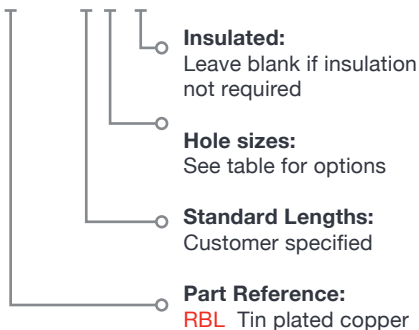 Insulated:
Leave blank if insulation
not required
Hole sizes:
See table for options
Standard Lengths:
Customer specified
Part Reference:
RBL Tin plated copper